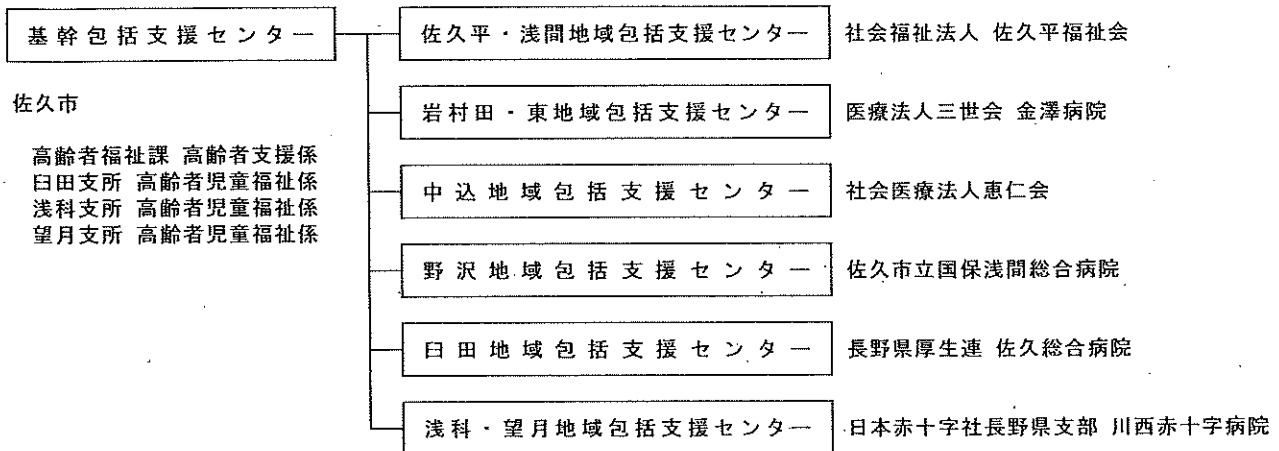 基幹包括支援センター
佐久市
高齢者福祉課 高齢者支援係
臼田支所 高齢者児童福祉係
浅科支所 高齢者児童福祉係
望月支所 高齢者児童福祉係
佐久平・浅間地域包括支援センター 社会福祉法人 佐久平福祉会
岩村田・東地域包括支援センター 医療法人三世会 金澤病院
中込地域包括支援センター 社会医療法人恵仁会
野沢地域包括支援センター 佐久市立国保浅間総合病院
臼田地域包括支援センター 長野県厚生連 佐久総合病院
浅科・望月地域包括支援センター 日本赤十字社長野県支部 川西赤十字病院